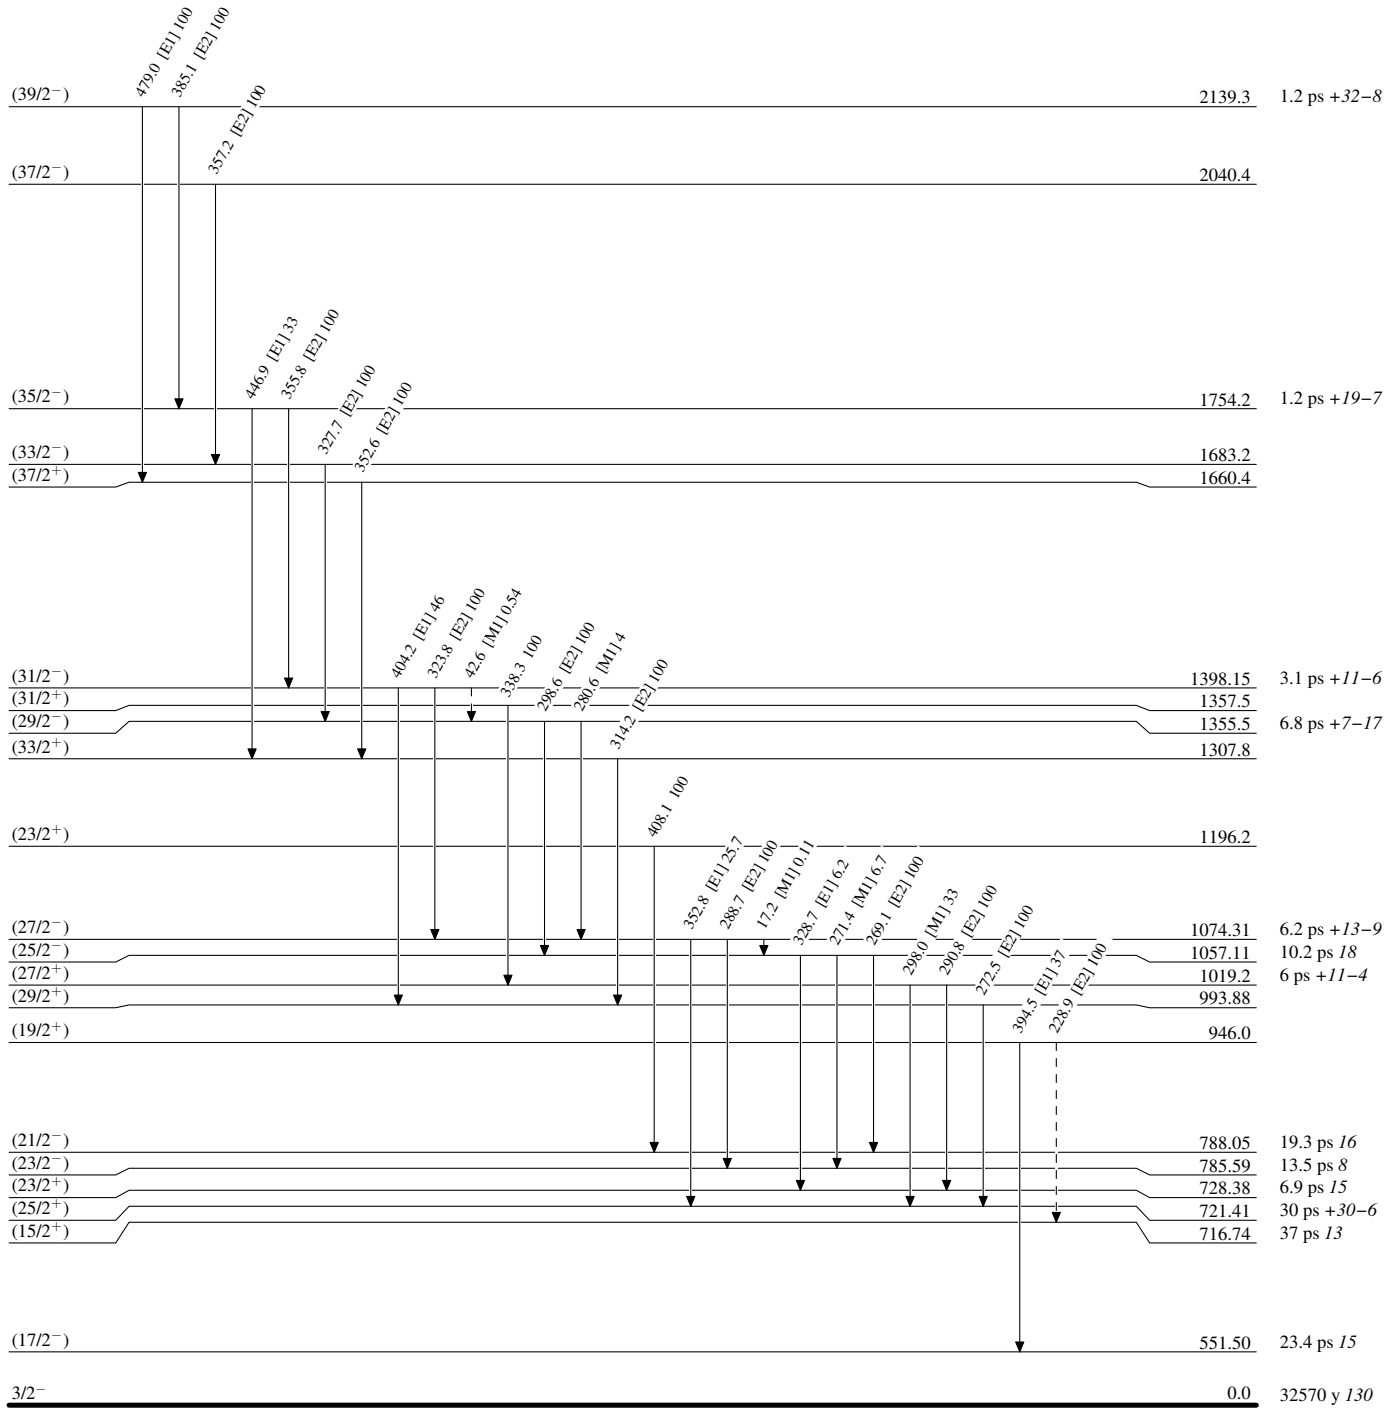 479.0 [E1] 100
385.1 [E2] 100
(39/2−) 2139.3 1.2 ps +32−8
357.2 [E2] 100
(37/2−) 2040.4
446.9 [E1] 33
355.8 [E2] 100
(35/2−) 1754.2 1.2 ps +19−7
327.7 [E2] 100
352.6 [E2] 100
(33/2−) 1683.2
(37/2+) 1660.4
404.2 [E1] 46
323.8 [E2] 100
42.6 [M1] 0.54
(31/2−) 1398.15 3.1 ps +11−6
338.3 100
(31/2+) 1357.5
298.6 [E2] 100
280.6 [M1] 4
(29/2−) 1355.5 6.8 ps +7−17
314.2 [E2] 100
(33/2+) 1307.8
408.1 100
(23/2+) 1196.2
352.8 [E1] 25.7
288.7 [E2] 100
17.2 [M1] 0.11
(27/2−) 1074.31 6.2 ps +13−9
328.7 [E1] 6.2
271.4 [M1] 6.7
269.1 [E2] 100
(25/2−) 1057.11 10.2 ps 18
298.0 [M1] 33
290.8 [E2] 100
(27/2+) 1019.2 6 ps +11−4
272.5 [E2] 100
(29/2+) 993.88
394.5 [E1] 37
228.9 [E2] 100
(19/2+) 946.0
(21/2−) 788.05 19.3 ps 16
(23/2−) 785.59 13.5 ps 8
(23/2+) 728.38 6.9 ps 15
(25/2+) 721.41 30 ps +30−6
(15/2+) 716.74 37 ps 13
(17/2−) 551.50 23.4 ps 15
3/2− 0.0 32570 y 130